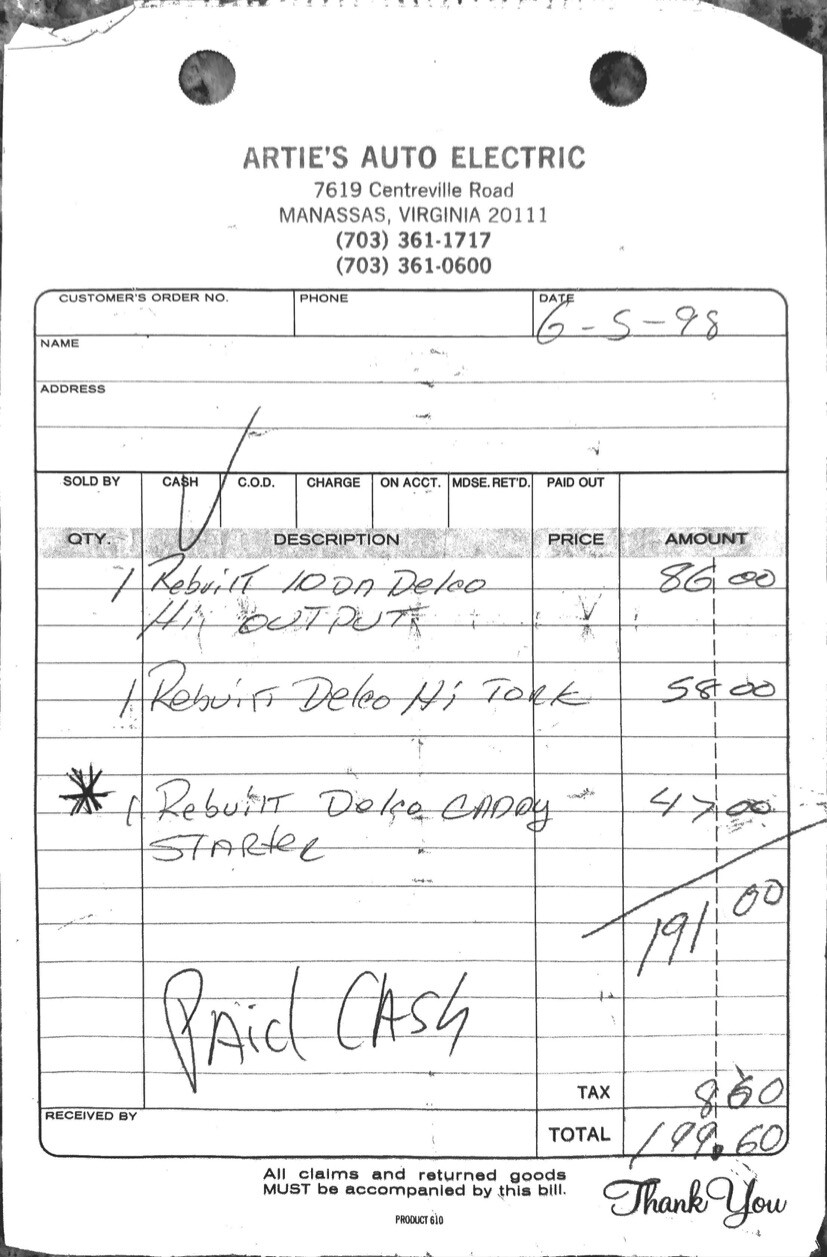 ARTIE'S AUTO ELECTRIC
7619 Centreville Road
MANASSAS, VIRGINIA 20111
(703) 361-1717
(703) 361-0600
CUSTOMER'S ORDER NO. PHONE DATE 6-5-98
NAME
ADDRESS
SOLD BY CASH C.O.D. CHARGE ON ACCT. MDSE. RET'D. PAID OUT
QTY. DESCRIPTION PRICE AMOUNT
1 Rebuilt 100A Delco 86 00
Hi OUTPUT
1 Rebuilt Delco Hi TORK 58 00
* 1 Rebuilt Delco CADDY 47 00
STARTER
191 00
PAid CASh
TAX 8 60
RECEIVED BY TOTAL 199.60
All claims and returned goods
MUST be accompanied by this bill.
Thank You
PRODUCT 610